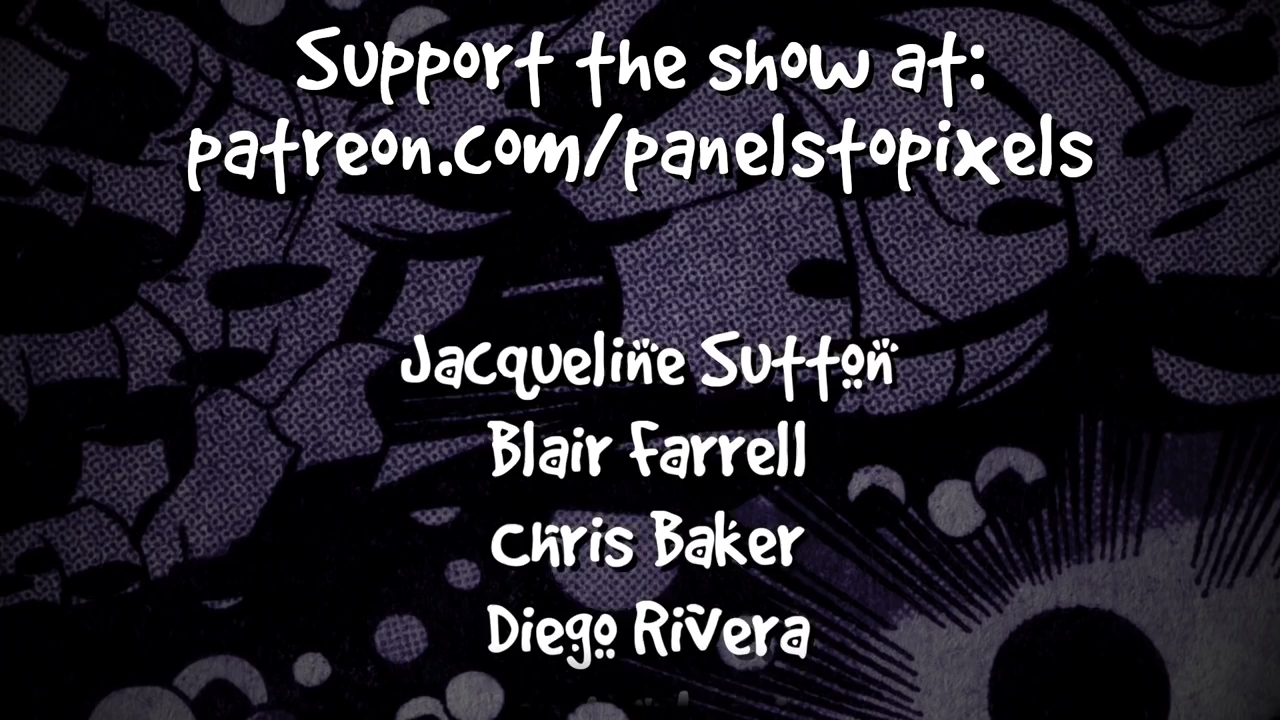 Support the show at:
patreon.com/panelstopixels
Jacqueline Sutton
Blair Farrell
Chris Baker
Diego Rivera